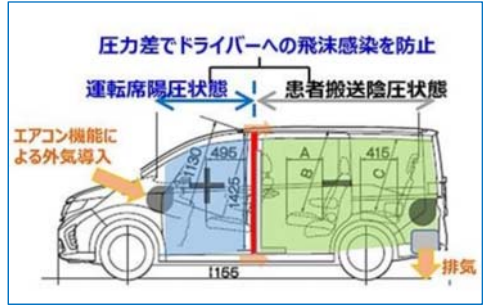 圧力差でドライバーへの飛沫感染を防止
運転席陽圧状態
患者搬送陰圧状態
エアコン機能に
よる外気導入
1130
495
1425
A
B
415
C
排気
1155